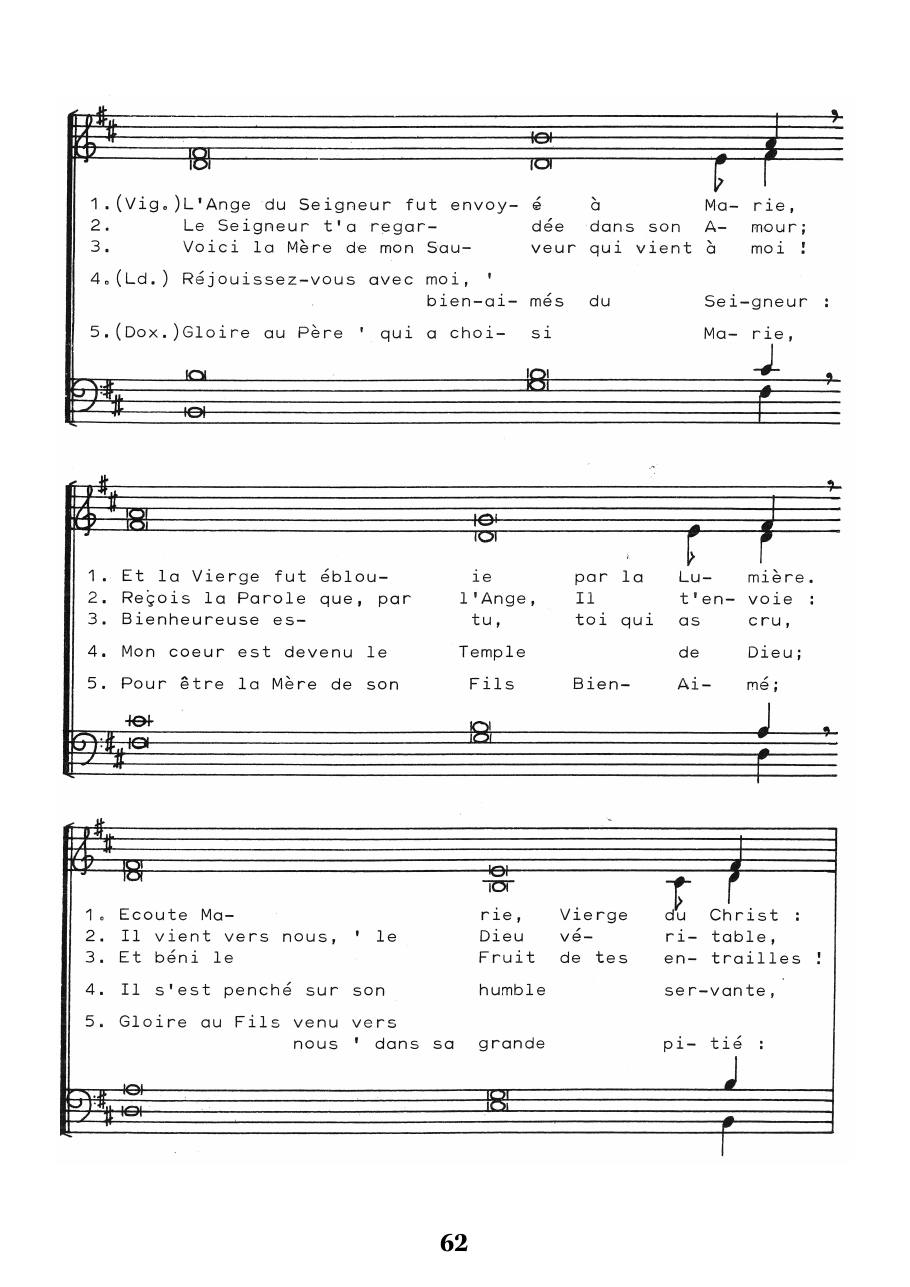 1.(Vig.)L'Ange du Seigneur fut envoy- é à Ma- rie,
2. Le Seigneur t'a regar- dée dans son A- mour;
3. Voici la Mère de mon Sau- veur qui vient à moi !
4.(Ld.) Réjouissez-vous avec moi, '
bien-ai- més du Sei-gneur :
5.(Dox.)Gloire au Père ' qui a choi- si Ma- rie,
1. Et la Vierge fut éblou- ie par la Lu- mière.
2. Reçois la Parole que, par l'Ange, Il t'en- voie :
3. Bienheureuse es- tu, toi qui as cru,
4. Mon coeur est devenu le Temple de Dieu;
5. Pour être la Mère de son Fils Bien- Ai- mé;
1. Ecoute Ma- rie, Vierge du Christ :
2. Il vient vers nous, ' le Dieu vé- ri- table,
3. Et béni le Fruit de tes en- trailles !
4. Il s'est penché sur son humble ser-vante,
5. Gloire au Fils venu vers
nous ' dans sa grande pi- tié :
62